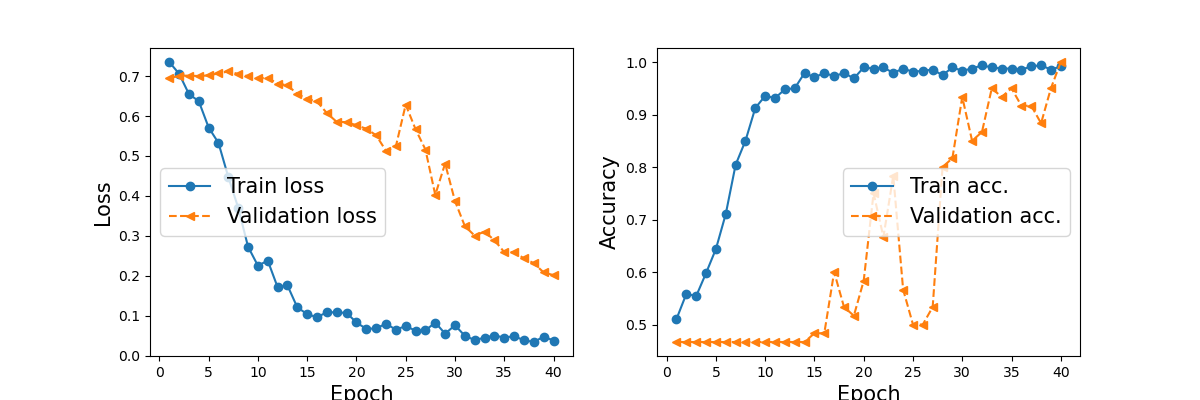 0.7
0.6
0.5
0.4
0.3
0.2
0.1
0.0
Loss
Train loss
Validation loss
0 5 10 15 20 25 30 35 40
Epoch
1.0
0.9
0.8
0.7
0.6
0.5
Accuracy
Train acc.
Validation acc.
0 5 10 15 20 25 30 35 40
Epoch